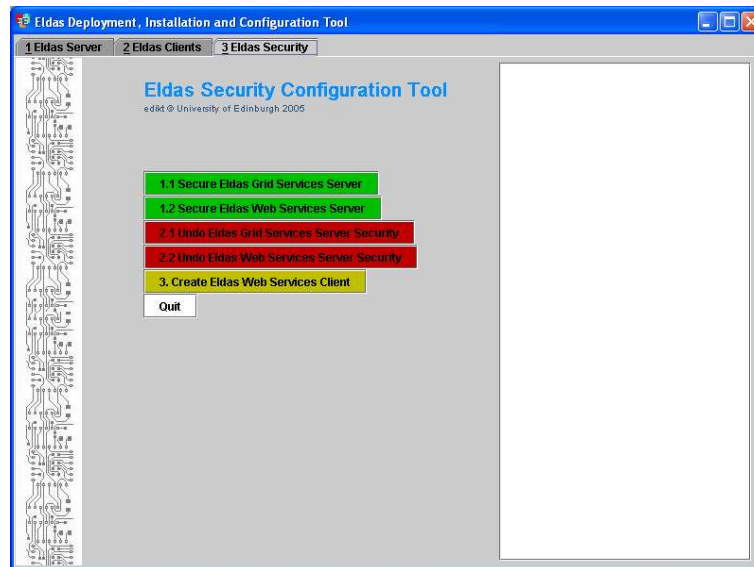 Eldas Deployment, Installation and Configuration Tool
1 Eldas Server 2 Eldas Clients 3 Eldas Security
Eldas Security Configuration Tool
edikt @ University of Edinburgh 2005
1.1 Secure Eldas Grid Services Server
1.2 Secure Eldas Web Services Server
2.1 Undo Eldas Grid Services Server Security
2.2 Undo Eldas Web Services Server Security
3. Create Eldas Web Services Client
Quit